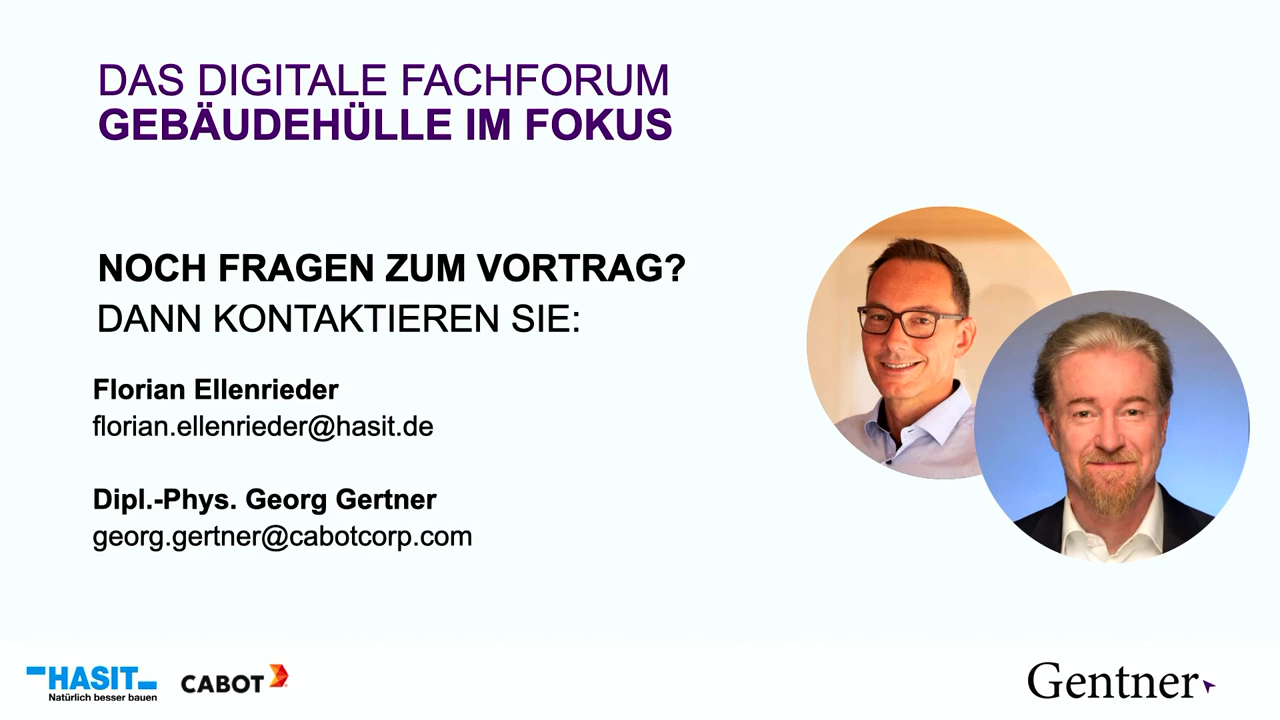 DAS DIGITALE FACHFORUM
GEBÄUDEHÜLLE IM FOKUS
NOCH FRAGEN ZUM VORTRAG?
DANN KONTAKTIEREN SIE:
Florian Ellenrieder
florian.ellenrieder@hasit.de
Dipl.-Phys. Georg Gertner
georg.gertner@cabotcorp.com
HASIT
Natürlich besser bauen
CABOT
Gentner